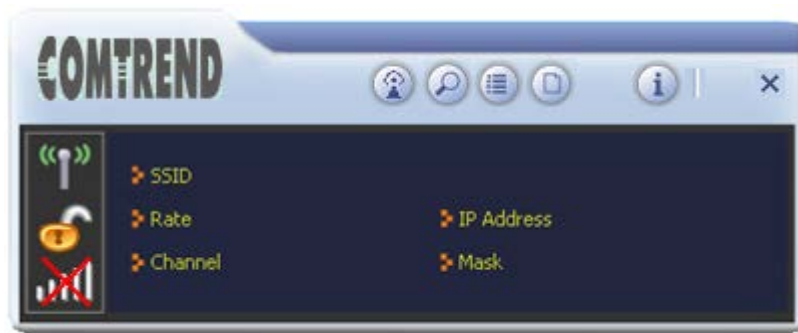 COMTREND
SSID
Rate
IP Address
Channel
Mask